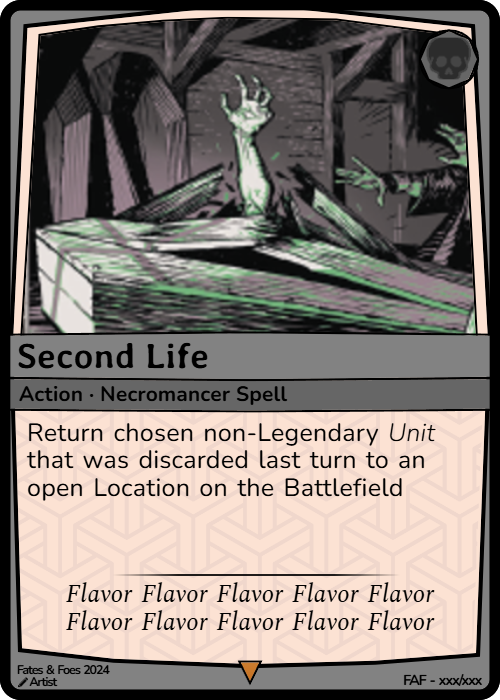 Second Life
Action · Necromancer Spell
Return chosen non-Legendary Unit
that was discarded last turn to an
open Location on the Battlefield
Flavor Flavor Flavor Flavor Flavor
Flavor Flavor Flavor Flavor Flavor
Fates & Foes 2024
Artist
FAF - xxx/xxx